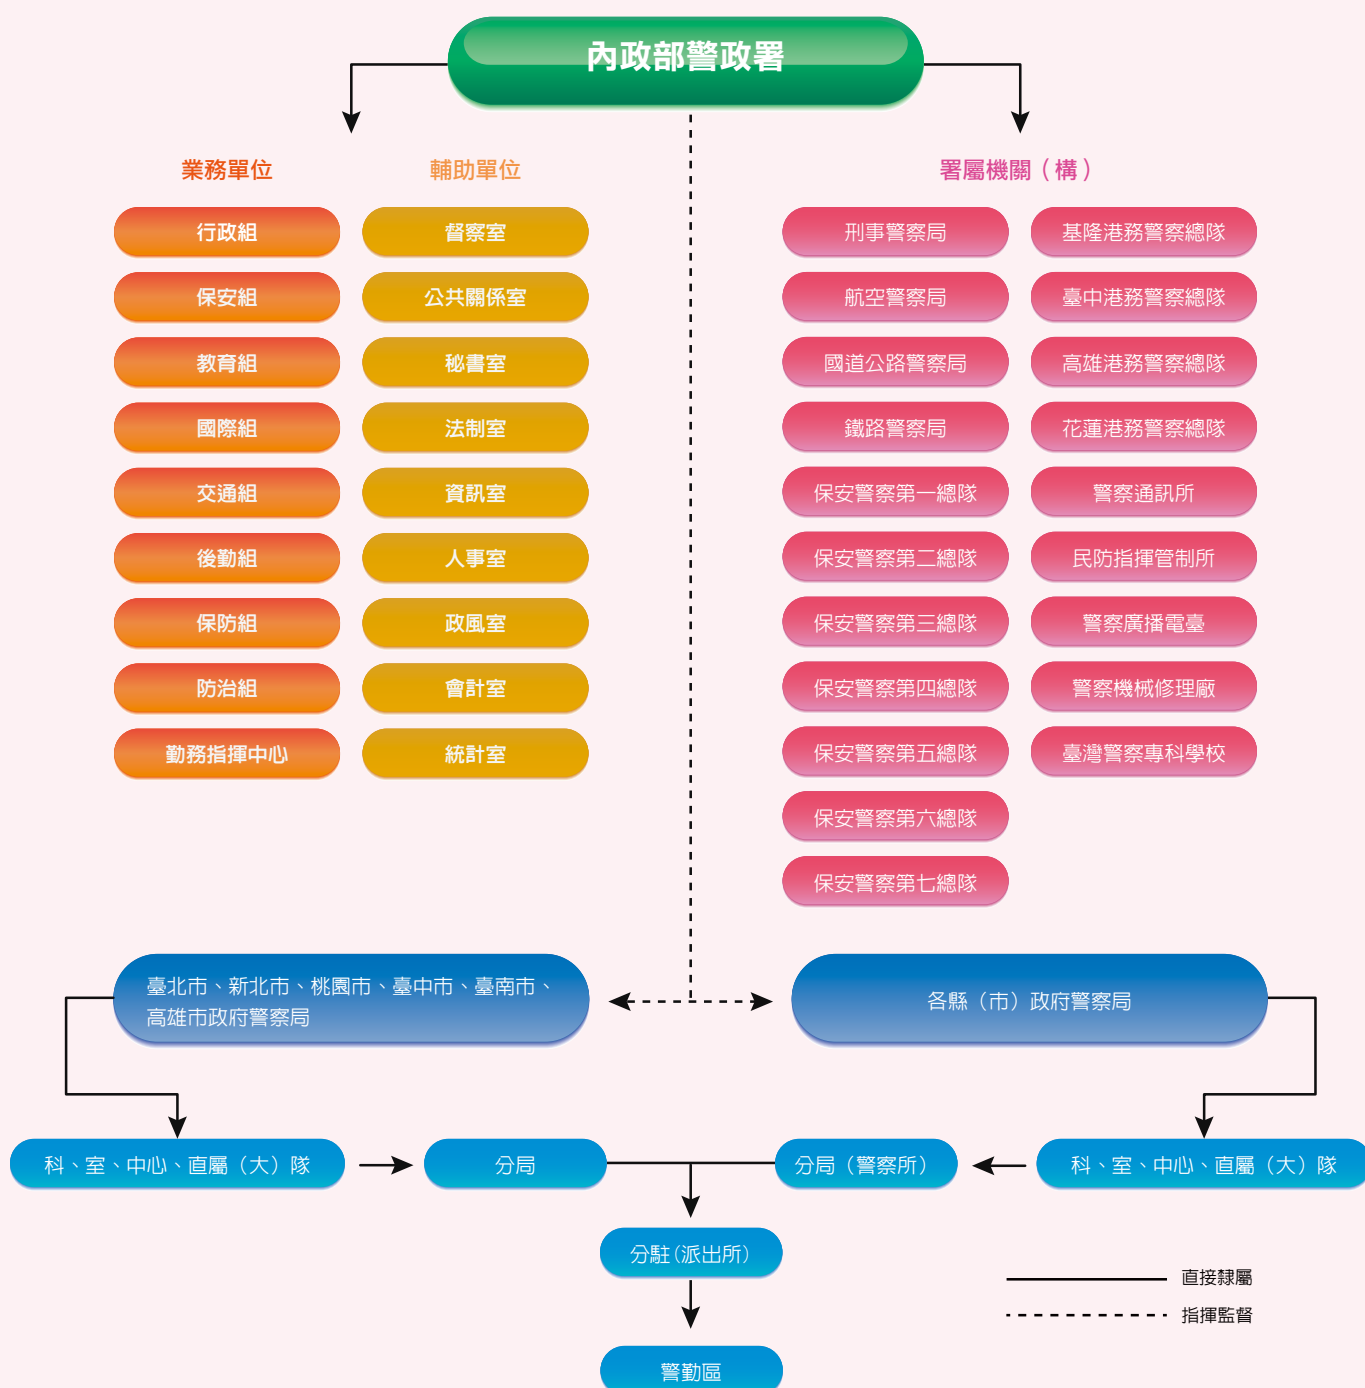 內政部警政署
業務單位
行政組
保安組
教育組
國際組
交通組
後勤組
保防組
防治組
勤務指揮中心
輔助單位
督察室
公共關係室
秘書室
法制室
資訊室
人事室
政風室
會計室
統計室
署屬機關（構）
刑事警察局
航空警察局
國道公路警察局
鐵路警察局
保安警察第一總隊
保安警察第二總隊
保安警察第三總隊
保安警察第四總隊
保安警察第五總隊
保安警察第六總隊
保安警察第七總隊
基隆港務警察總隊
臺中港務警察總隊
高雄港務警察總隊
花蓮港務警察總隊
警察通訊所
民防指揮管制所
警察廣播電臺
警察機械修理廠
臺灣警察專科學校
臺北市、新北市、桃園市、臺中市、臺南市、
高雄市政府警察局
各縣（市）政府警察局
科、室、中心、直屬（大）隊
分局
分局（警察所）
科、室、中心、直屬（大）隊
分駐(派出所)
警勤區
直接隸屬
指揮監督